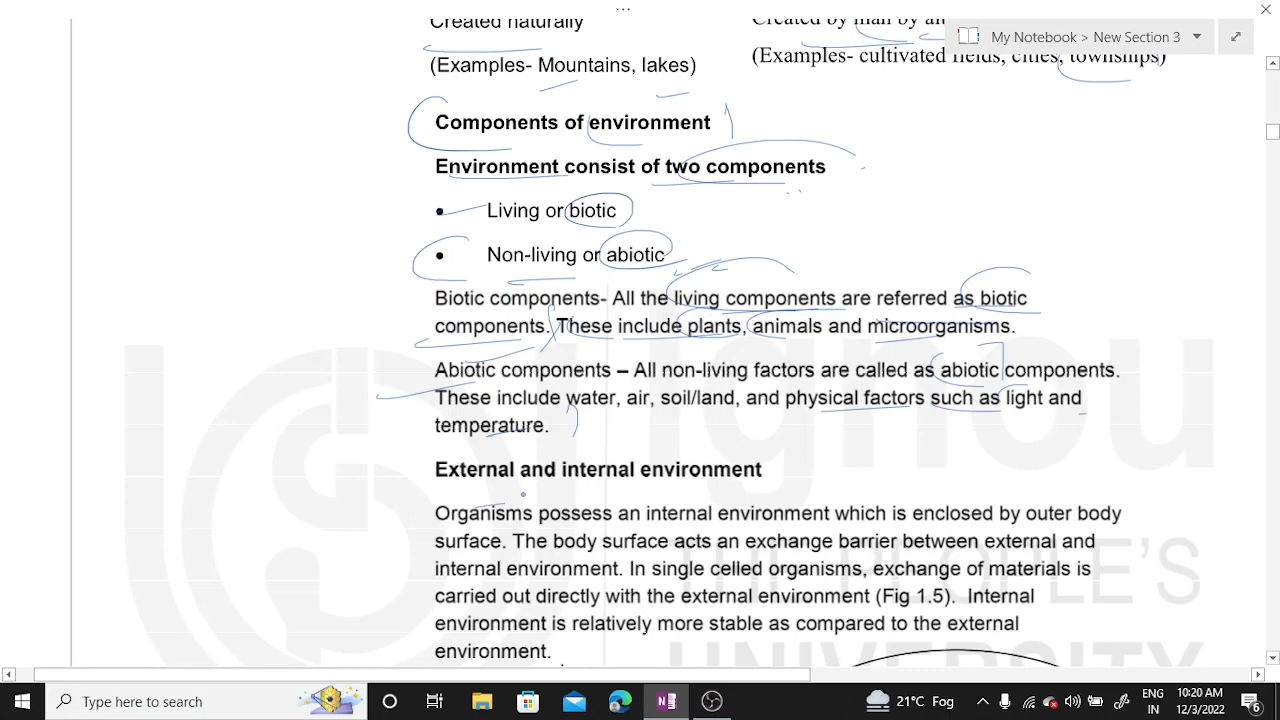 ...
Created naturally
Created by man by
My Notebook > New Section 3
(Examples- Mountains, lakes)
(Examples- cultivated fields, cities, townships)
Components of environment
Environment consist of two components
• Living or biotic
• Non-living or abiotic
Biotic components- All the living components are referred as biotic
components. These include plants, animals and microorganisms.
Abiotic components – All non-living factors are called as abiotic components.
These include water, air, soil/land, and physical factors such as light and
temperature.
External and internal environment
Organisms possess an internal environment which is enclosed by outer body
surface. The body surface acts an exchange barrier between external and
internal environment. In single celled organisms, exchange of materials is
carried out directly with the external environment (Fig 1.5). Internal
environment is relatively more stable as compared to the external
environment.
ignou
THE PEOPLE'S
UNIVERSITY
Type here to search
21°C Fog
ENG
IN
10:20 AM
12/3/2022
6